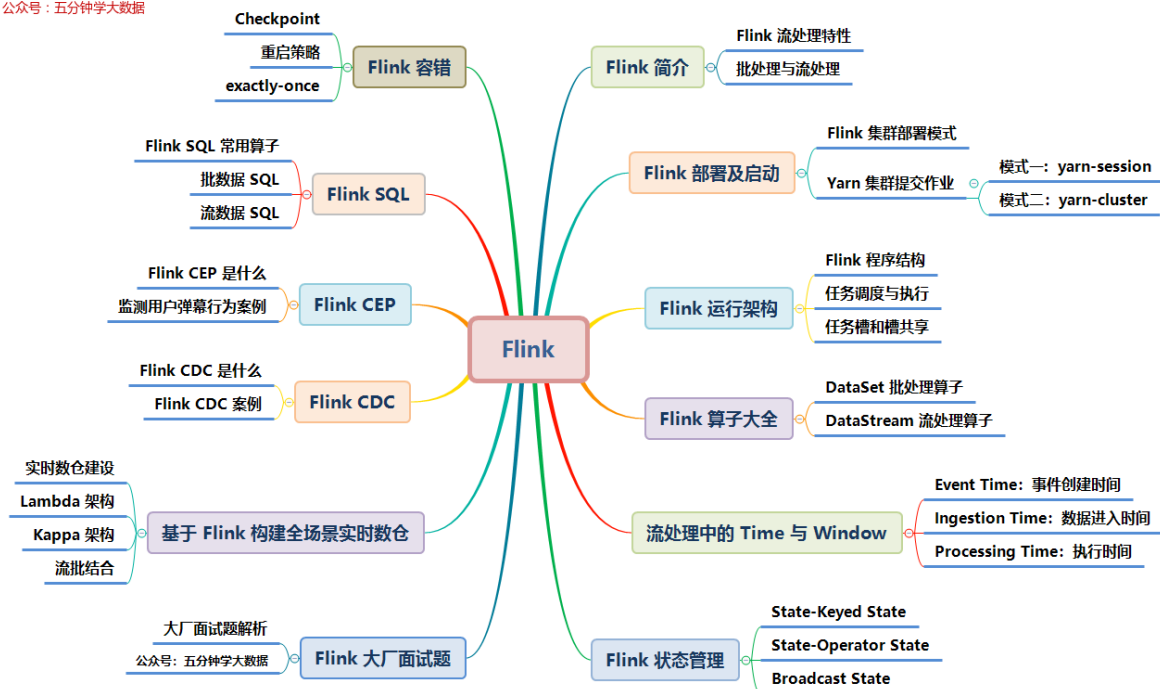 公众号：五分钟学大数据
Flink
Flink 简介
Flink 流处理特性
批处理与流处理
Flink 部署及启动
Flink 集群部署模式
Yarn 集群提交作业
模式一：yarn-session
模式二：yarn-cluster
Flink 运行架构
Flink 程序结构
任务调度与执行
任务槽和槽共享
Flink 算子大全
DataSet 批处理算子
DataStream 流处理算子
流处理中的 Time 与 Window
Event Time：事件创建时间
Ingestion Time：数据进入时间
Processing Time：执行时间
Flink 状态管理
State-Keyed State
State-Operator State
Broadcast State
Flink 容错
Checkpoint
重启策略
exactly-once
Flink SQL
Flink SQL 常用算子
批数据 SQL
流数据 SQL
Flink CEP
Flink CEP 是什么
监测用户弹幕行为案例
Flink CDC
Flink CDC 是什么
Flink CDC 案例
基于 Flink 构建全场景实时数仓
实时数仓建设
Lambda 架构
Kappa 架构
流批结合
Flink 大厂面试题
大厂面试题解析
公众号：五分钟学大数据